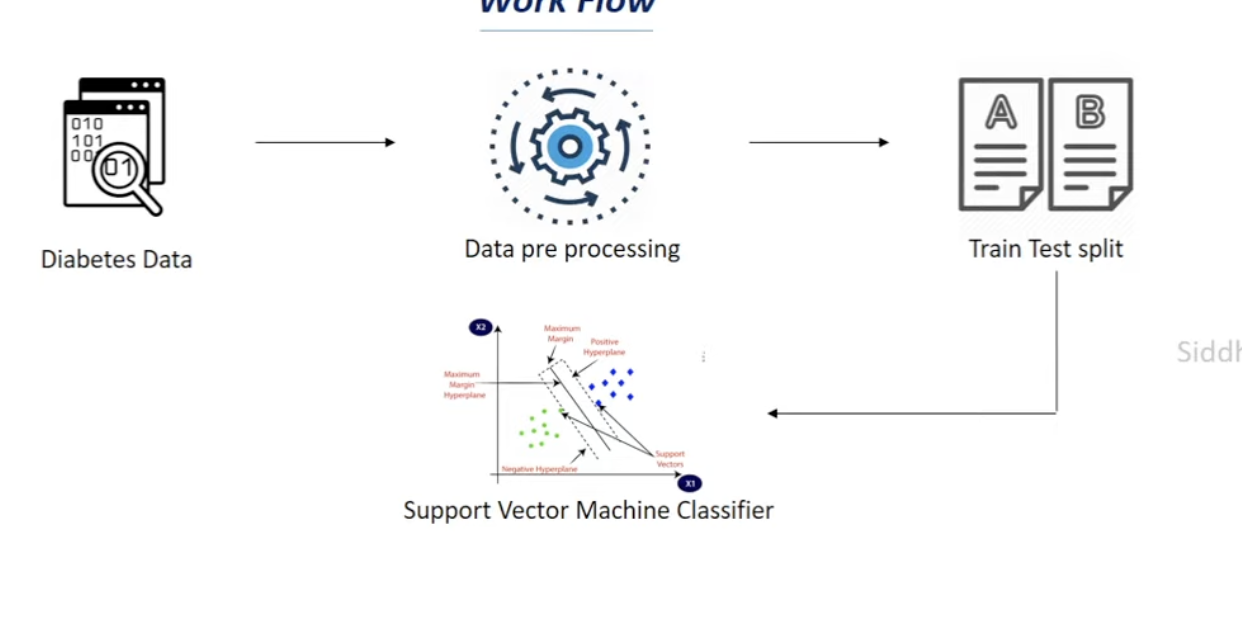 Work Flow
010
101
00
01
A B
Diabetes Data
Data pre processing
Train Test split
X2
Maximum
Margin
Positive
Hyperplane
Maximum
Margin
Hyperplane
Support
Vectors
Negative Hyperplane
X1
Support Vector Machine Classifier